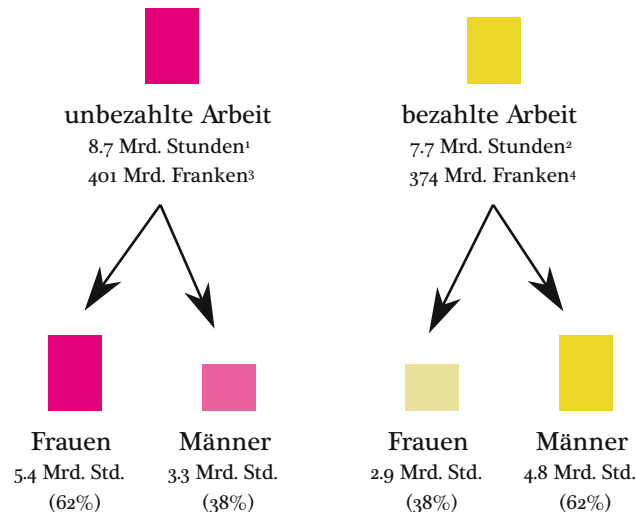 unbezahlte Arbeit
8.7 Mrd. Stunden¹
401 Mrd. Franken³
bezahlte Arbeit
7.7 Mrd. Stunden²
374 Mrd. Franken⁴
Frauen
5.4 Mrd. Std.
(62%)
Männer
3.3 Mrd. Std.
(38%)
Frauen
2.9 Mrd. Std.
(38%)
Männer
4.8 Mrd. Std.
(62%)